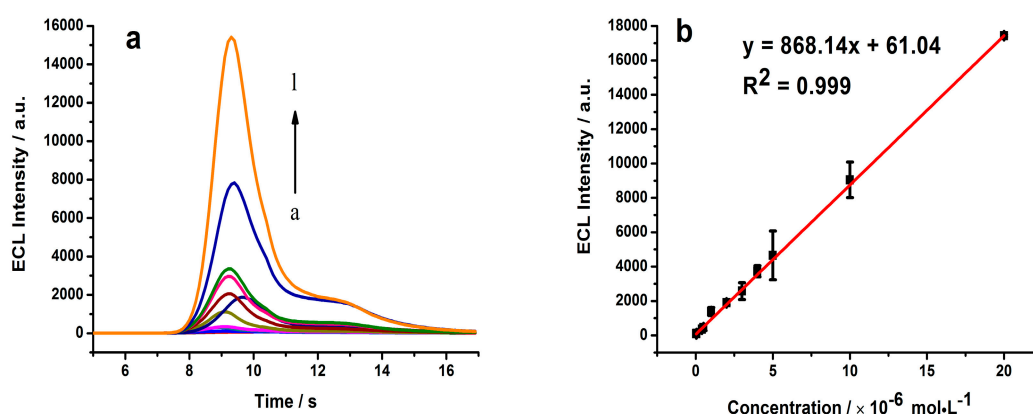 a
16000
14000
12000
10000
8000
6000
4000
2000
0
ECL Intensity / a.u.
l
a
6 8 10 12 14 16
Time / s
b
18000
16000
14000
12000
10000
8000
6000
4000
2000
0
ECL Intensity / a.u.
y = 868.14x + 61.04
R² = 0.999
0 5 10 15 20
Concentration / × 10⁻⁶ mol•L⁻¹